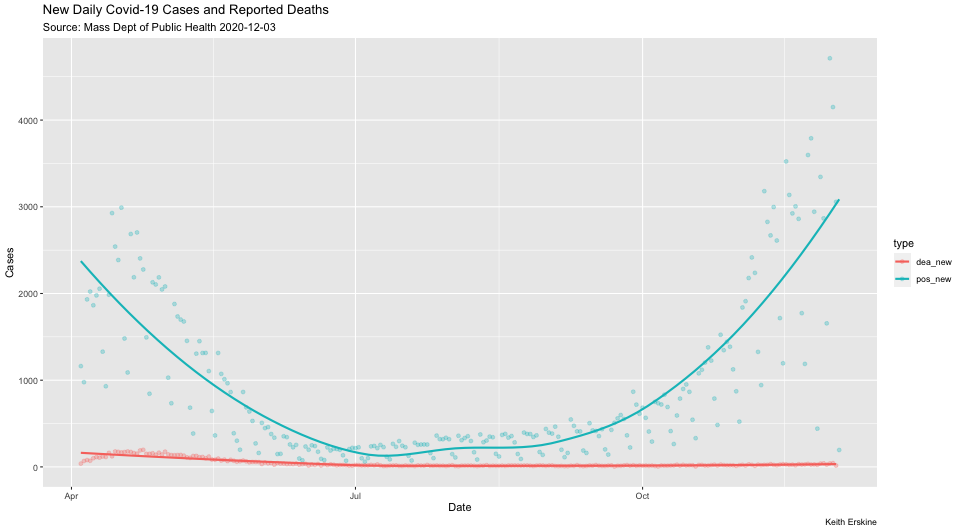 New Daily Covid-19 Cases and Reported Deaths
Source: Mass Dept of Public Health 2020-12-03
4000
3000
2000
1000
0
Cases
Apr
Jul
Oct
Date
type
dea_new
pos_new
Keith Erskine